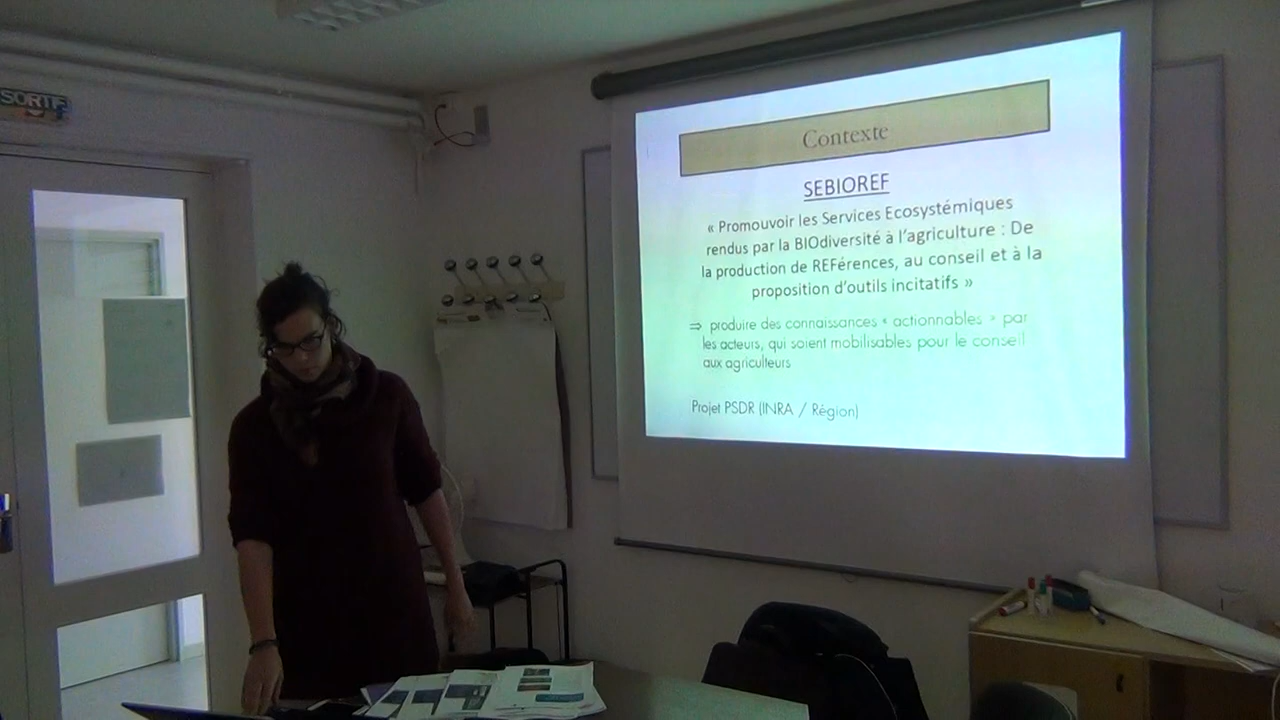 SORTIE
Contexte
SEBIOREF
« Promouvoir les Services Ecosystémiques
rendus par la BIOdiversité à l'agriculture : De
la production de REFérences, au conseil et à la
proposition d'outils incitatifs »
⇒ produire des connaissances « actionnables » par
les acteurs, qui soient mobilisables pour le conseil
aux agriculteurs
Projet PSDR (INRA / Région)